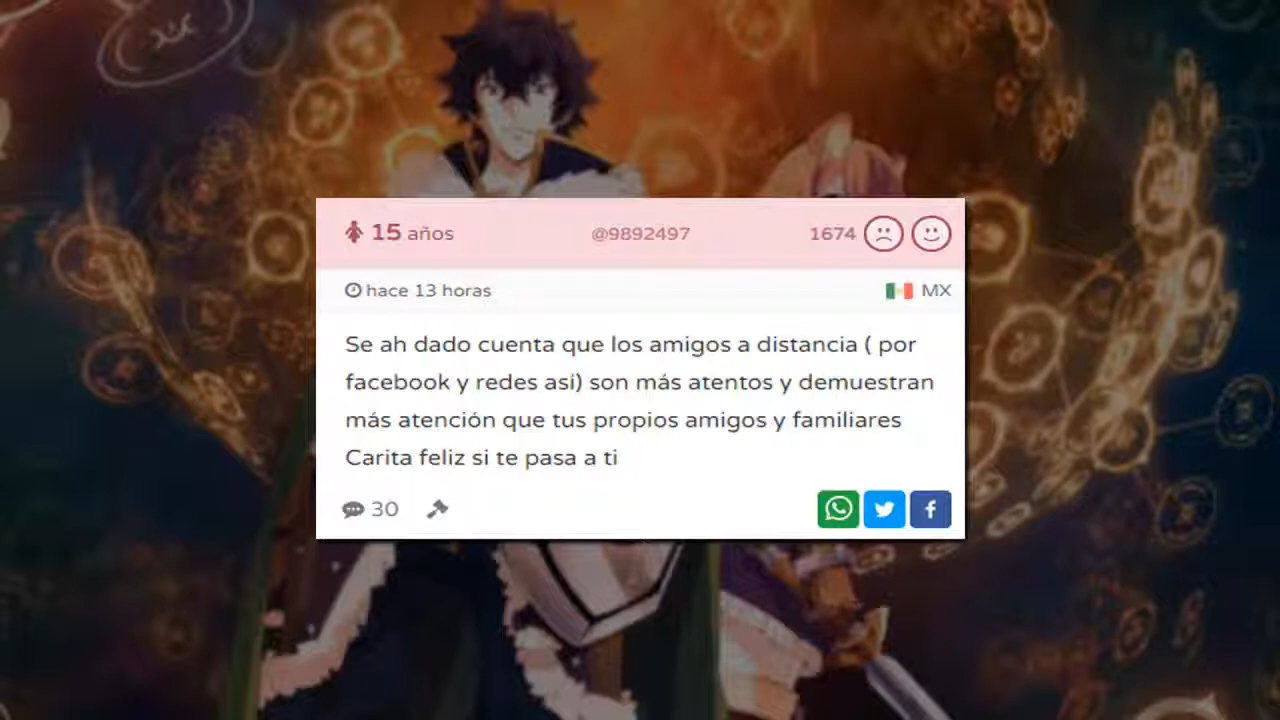 15 años @9892497 1674
hace 13 horas MX
Se ah dado cuenta que los amigos a distancia ( por
facebook y redes así) son más atentos y demuestran
más atención que tus propios amigos y familiares
Carita feliz si te pasa a ti
30